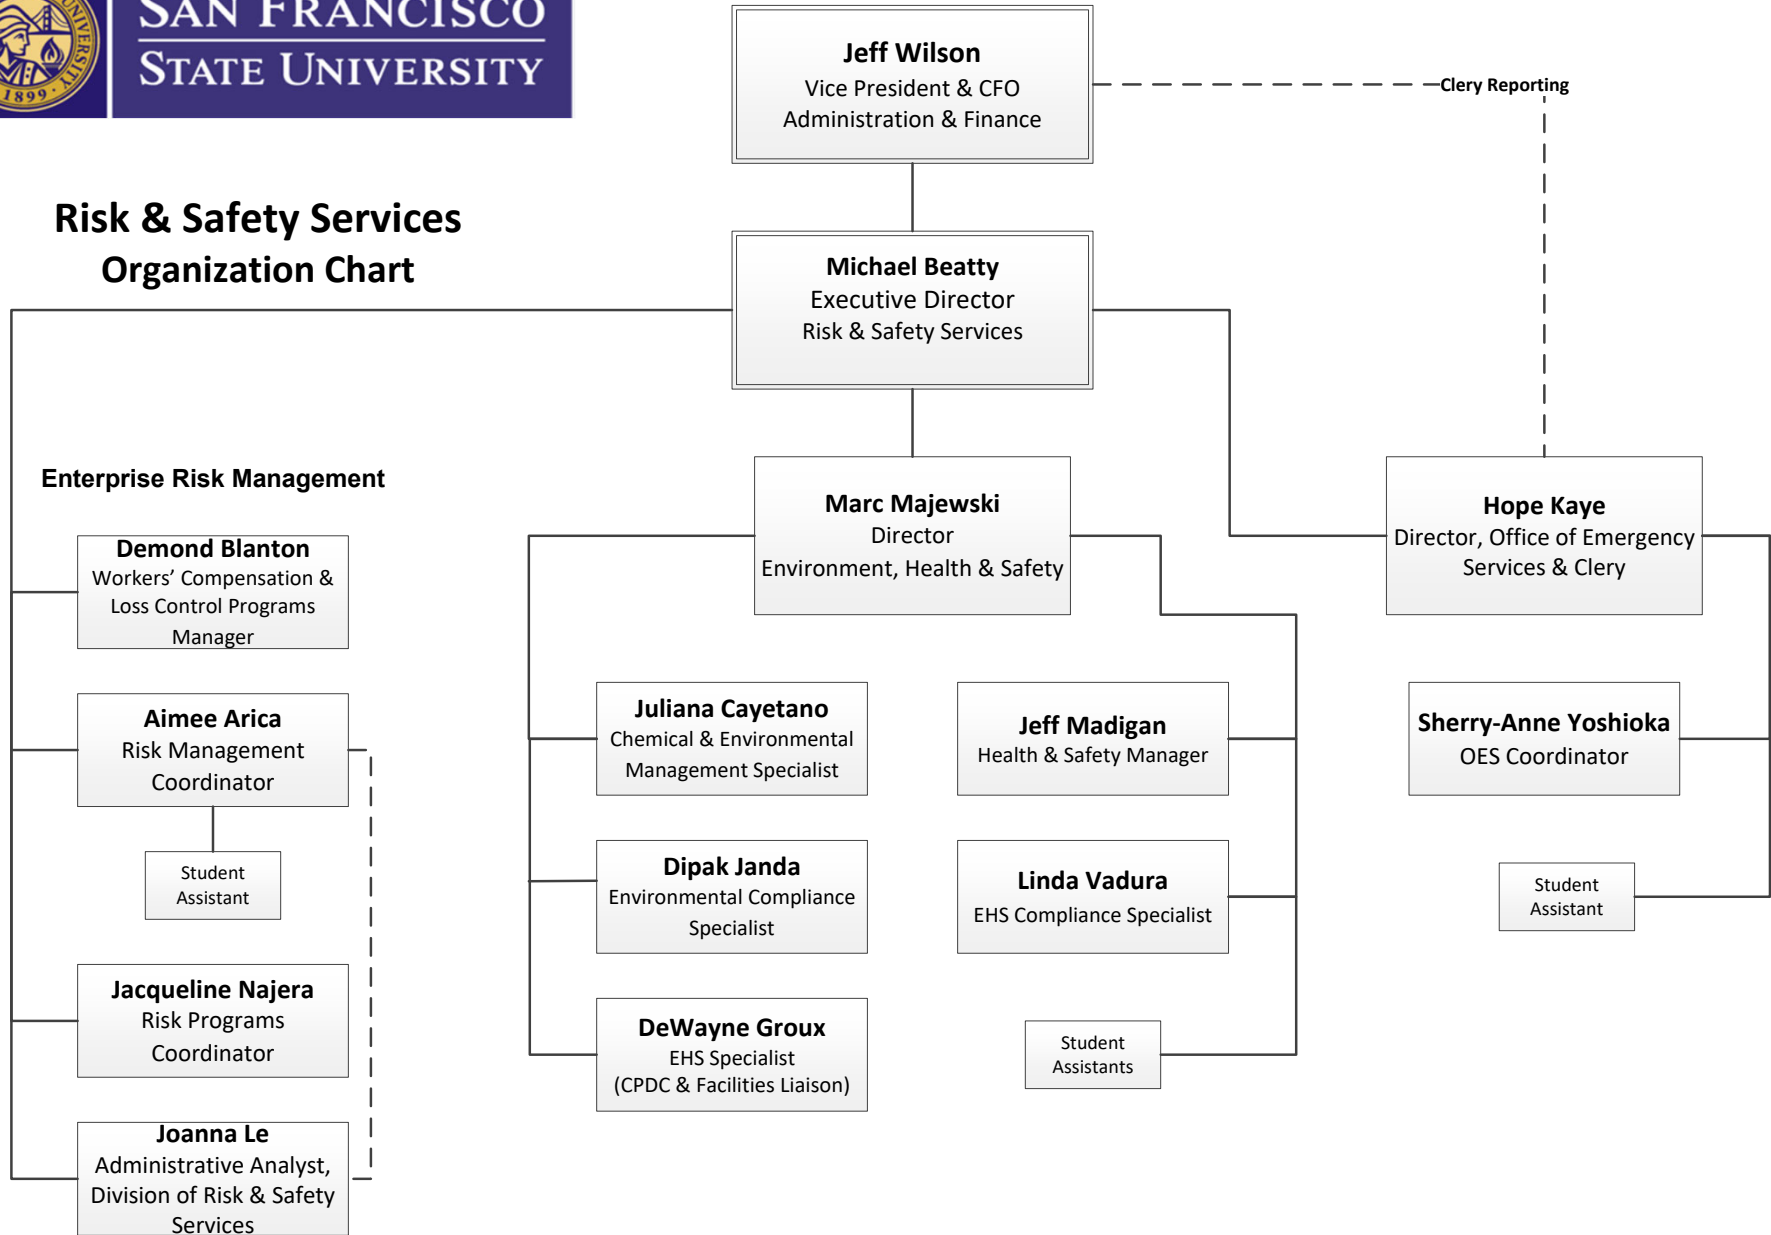 SAN FRANCISCO
STATE UNIVERSITY
1899
Risk & Safety Services
Organization Chart
Jeff Wilson
Vice President & CFO
Administration & Finance
Clery Reporting
Michael Beatty
Executive Director
Risk & Safety Services
Enterprise Risk Management
Demond Blanton
Workers’ Compensation &
Loss Control Programs
Manager
Aimee Arica
Risk Management
Coordinator
Student
Assistant
Jacqueline Najera
Risk Programs
Coordinator
Joanna Le
Administrative Analyst,
Division of Risk & Safety
Services
Marc Majewski
Director
Environment, Health & Safety
Juliana Cayetano
Chemical & Environmental
Management Specialist
Dipak Janda
Environmental Compliance
Specialist
DeWayne Groux
EHS Specialist
(CPDC & Facilities Liaison)
Jeff Madigan
Health & Safety Manager
Linda Vadura
EHS Compliance Specialist
Student
Assistants
Hope Kaye
Director, Office of Emergency
Services & Clery
Sherry-Anne Yoshioka
OES Coordinator
Student
Assistant